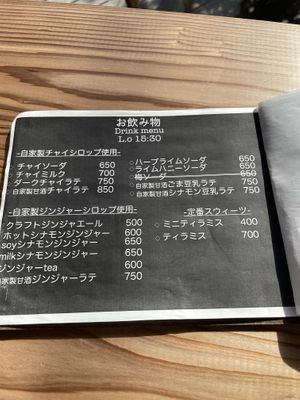 お飲み物
Drink menu
L.o 15:30
-自家製チャイシロップ使用-
○チャイソーダ 650
○チャイミルク 700
○ダークチャイラテ 750
○自家製甘酒チャイラテ 850
○ハーブライムソーダ 650
○ライムハニーソーダ 650
○梅ソーダ 650
○自家製甘酒ごま豆乳ラテ 750
○自家製甘酒シナモン豆乳ラテ 750
-自家製ジンジャーシロップ使用-
クラフトジンジャエール 500
ホットシナモンジンジャー 600
soyシナモンジンジャー 650
milkシナモンジンジャー 650
ジンジャーtea 600
自家製甘酒ジンジャーラテ 750
-定番スウィーツ-
○ミニティラミス 400
○ティラミス 700